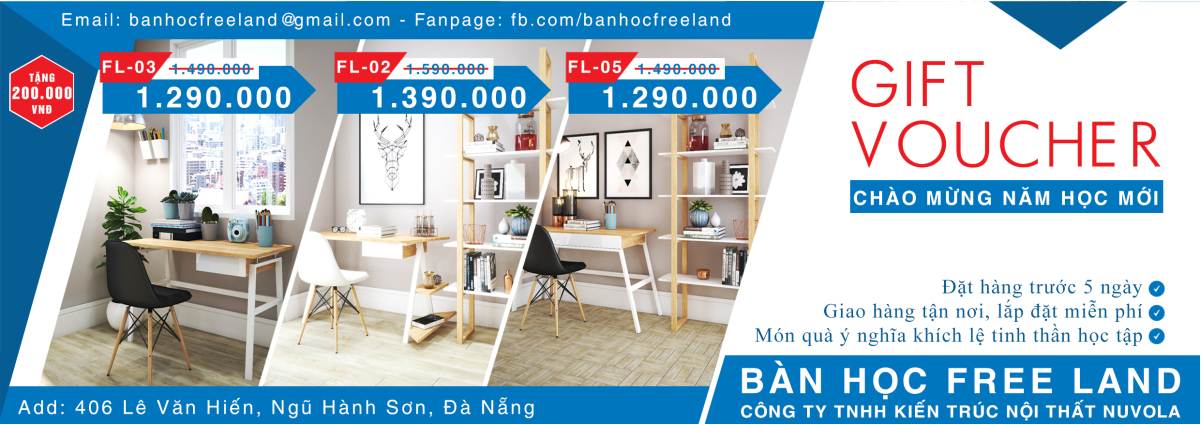 Email: banhocfreeland@gmail.com - Fanpage: fb.com/banhocfreeland
TẶNG
200.000
VNĐ
FL-03 1.490.000
1.290.000
FL-02 1.590.000
1.390.000
FL-05 1.490.000
1.290.000
GIFT
VOUCHER
CHÀO MỪNG NĂM HỌC MỚI
Đặt hàng trước 5 ngày
Giao hàng tận nơi, lắp đặt miễn phí
Món quà ý nghĩa khích lệ tinh thần học tập
BÀN HỌC FREE LAND
CÔNG TY TNHH KIẾN TRÚC NỘI THẤT NUVOLA
Add: 406 Lê Văn Hiến, Ngũ Hành Sơn, Đà Nẵng